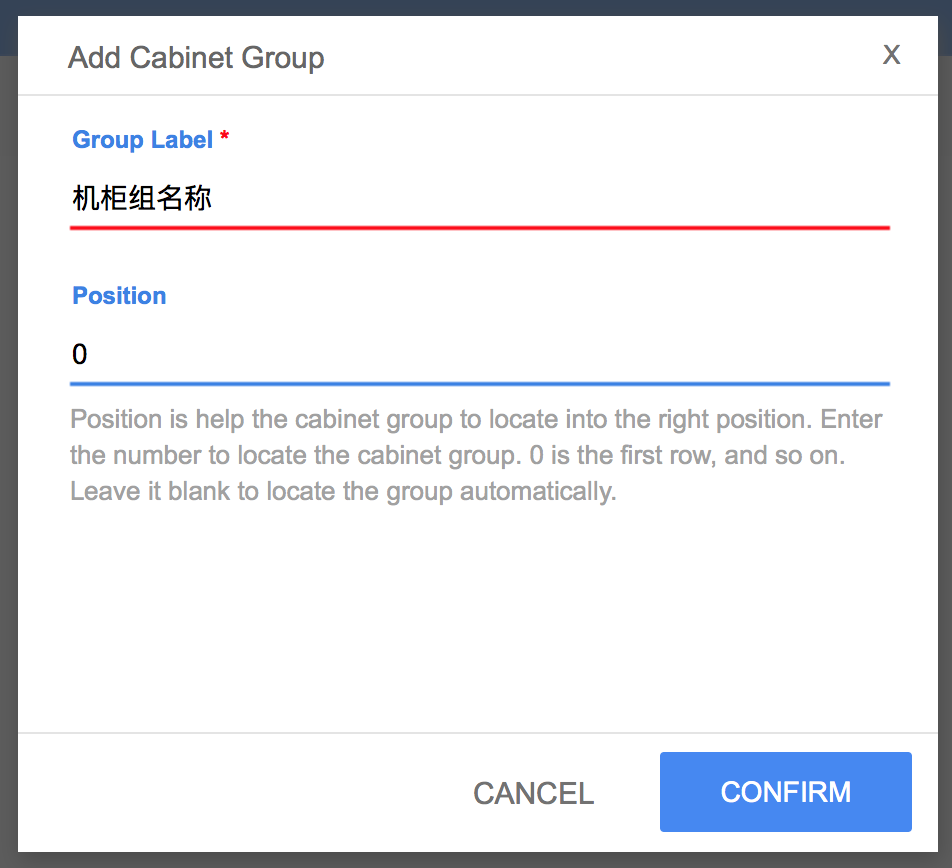 Add Cabinet Group X
Group Label *
机柜组名称
Position
0
Position is help the cabinet group to locate into the right position. Enter
the number to locate the cabinet group. 0 is the first row, and so on.
Leave it blank to locate the group automatically.
CANCEL CONFIRM